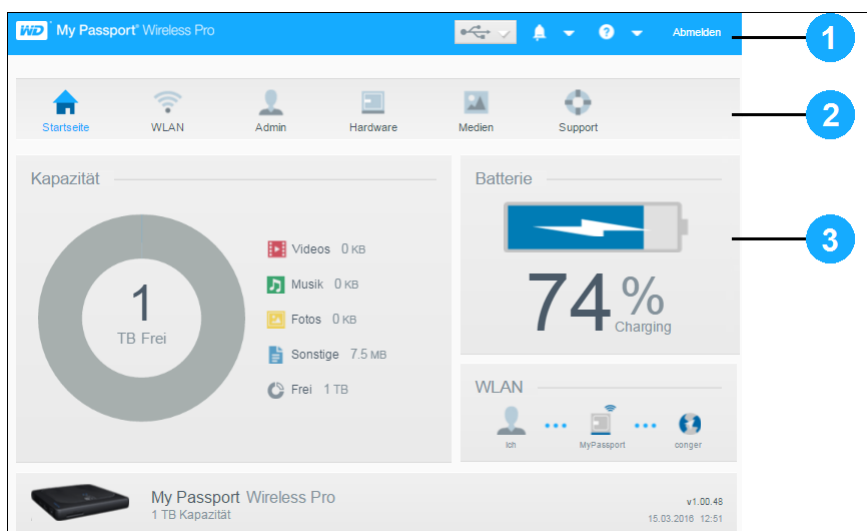 WD My Passport® Wireless Pro
? Abmelden
1
Startseite WLAN Admin Hardware Medien Support
2
Kapazität
1
TB Frei
Videos 0 KB
Musik 0 KB
Fotos 0 KB
Sonstige 7.5 MB
Frei 1 TB
Batterie
74%
Charging
3
WLAN
Ich MyPassport conger
My Passport Wireless Pro
1 TB Kapazität
v1.00.48
15.03.2016 12:51